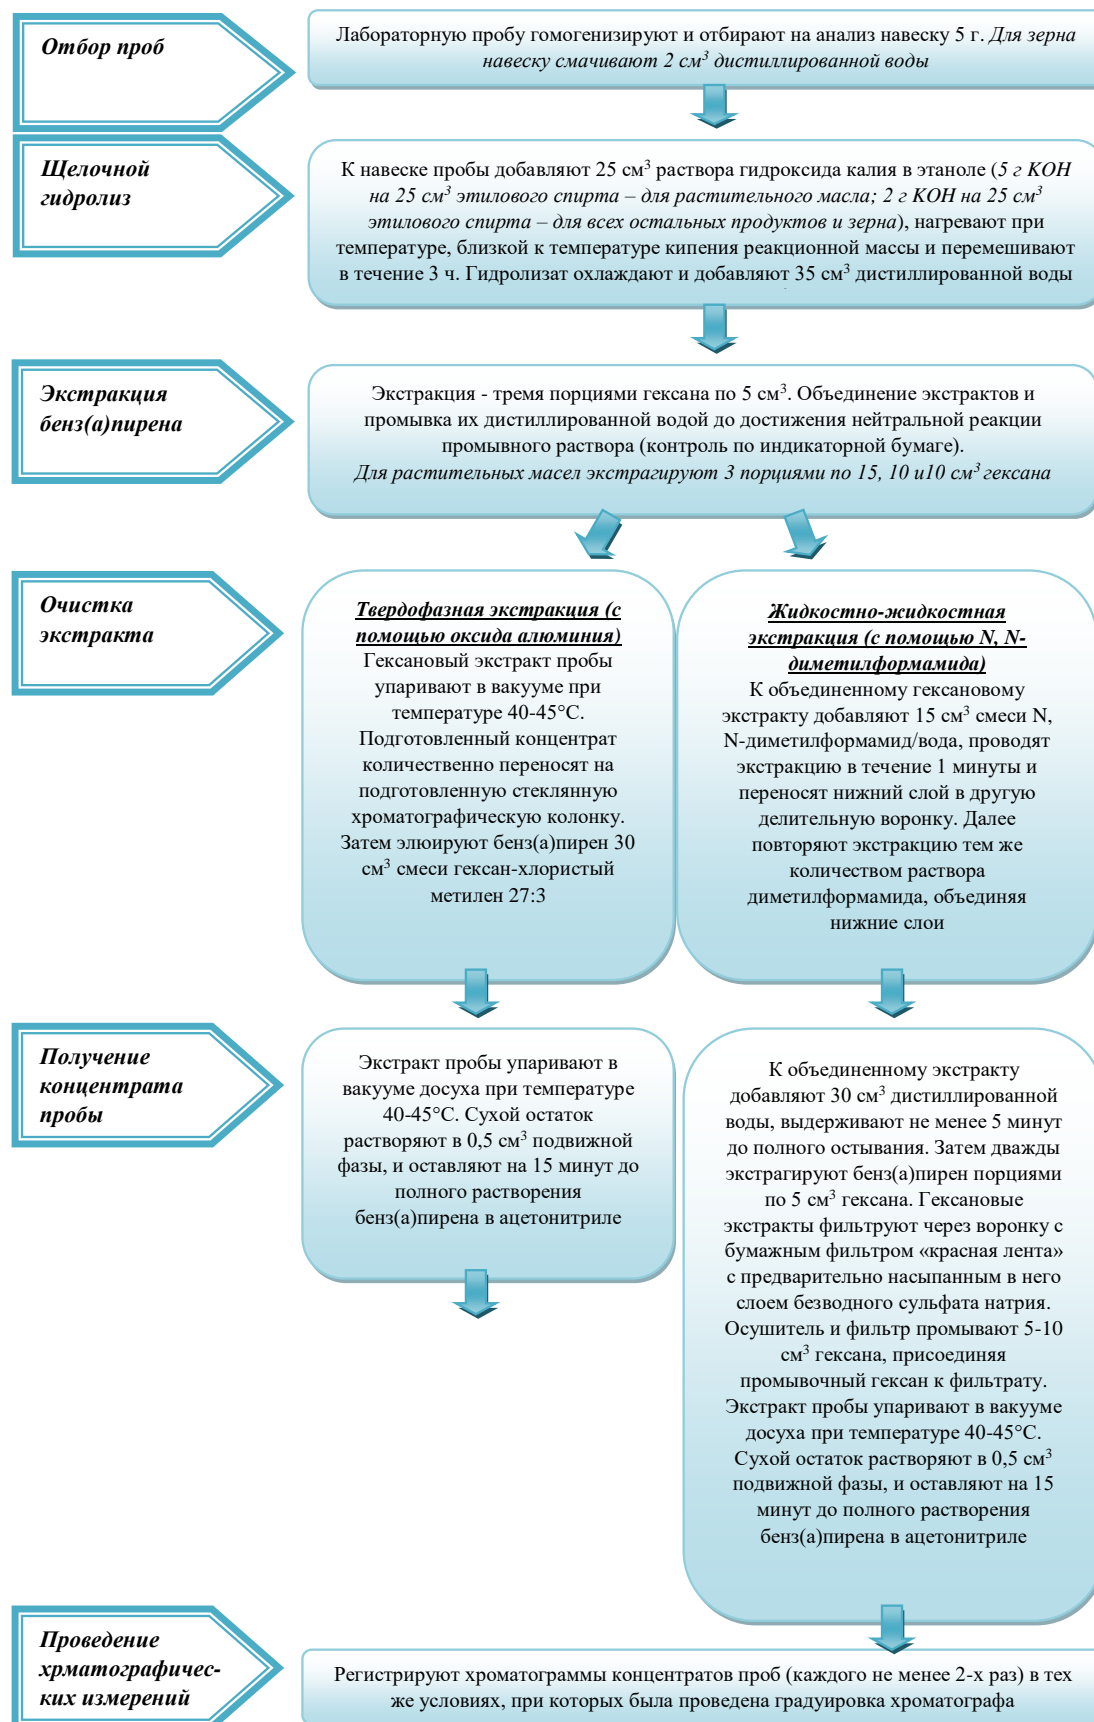 Отбор проб
Лабораторную пробу гомогенизируют и отбирают на анализ навеску 5 г. Для зерна
навеску смачивают 2 см³ дистиллированной воды
Щелочной
гидролиз
К навеске пробы добавляют 25 см³ раствора гидроксида калия в этаноле (5 г KOH
на 25 см³ этилового спирта – для растительного масла; 2 г KOH на 25 см³
этилового спирта – для всех остальных продуктов и зерна), нагревают при
температуре, близкой к температуре кипения реакционной массы и перемешивают
в течение 3 ч. Гидролизат охлаждают и добавляют 35 см³ дистиллированной воды
Экстракция
бенз(а)пирена
Экстракция - тремя порциями гексана по 5 см³. Объединение экстрактов и
промывка их дистиллированной водой до достижения нейтральной реакции
промывного раствора (контроль по индикаторной бумаге).
Для растительных масел экстрагируют 3 порциями по 15, 10 и10 см³ гексана
Очистка
экстракта
Твердофазная экстракция (с
помощью оксида алюминия)
Гексановый экстракт пробы
упаривают в вакууме при
температуре 40-45°С.
Подготовленный концентрат
количественно переносят на
подготовленную стеклянную
хроматографическую колонку.
Затем элюируют бенз(а)пирен 30
см³ смеси гексан-хлористый
метилен 27:3
Жидкостно-жидкостная
экстракция (с помощью N, N-
диметилформамида)
К объединенному гексановому
экстракту добавляют 15 см³ смеси N,
N-диметилформамид/вода, проводят
экстракцию в течение 1 минуты и
переносят нижний слой в другую
делительную воронку. Далее
повторяют экстракцию тем же
количеством раствора
диметилформамида, объединяя
нижние слои
Получение
концентрата
пробы
Экстракт пробы упаривают в
вакууме досуха при температуре
40-45°С. Сухой остаток
растворяют в 0,5 см³ подвижной
фазы, и оставляют на 15 минут до
полного растворения
бенз(а)пирена в ацетонитриле
К объединенному экстракту
добавляют 30 см³ дистиллированной
воды, выдерживают не менее 5 минут
до полного остывания. Затем дважды
экстрагируют бенз(а)пирен порциями
по 5 см³ гексана. Гексановые
экстракты фильтруют через воронку с
бумажным фильтром «красная лента»
с предварительно насыпанным в него
слоем безводного сульфата натрия.
Осушитель и фильтр промывают 5-10
см³ гексана, присоединяя
промывочный гексан к фильтрату.
Экстракт пробы упаривают в вакууме
досуха при температуре 40-45°С.
Сухой остаток растворяют в 0,5 см³
подвижной фазы, и оставляют на 15
минут до полного растворения
бенз(а)пирена в ацетонитриле
Проведение
хрматографичес-
ких измерений
Регистрируют хроматограммы концентратов проб (каждого не менее 2-х раз) в тех
же условиях, при которых была проведена градуировка хроматографа